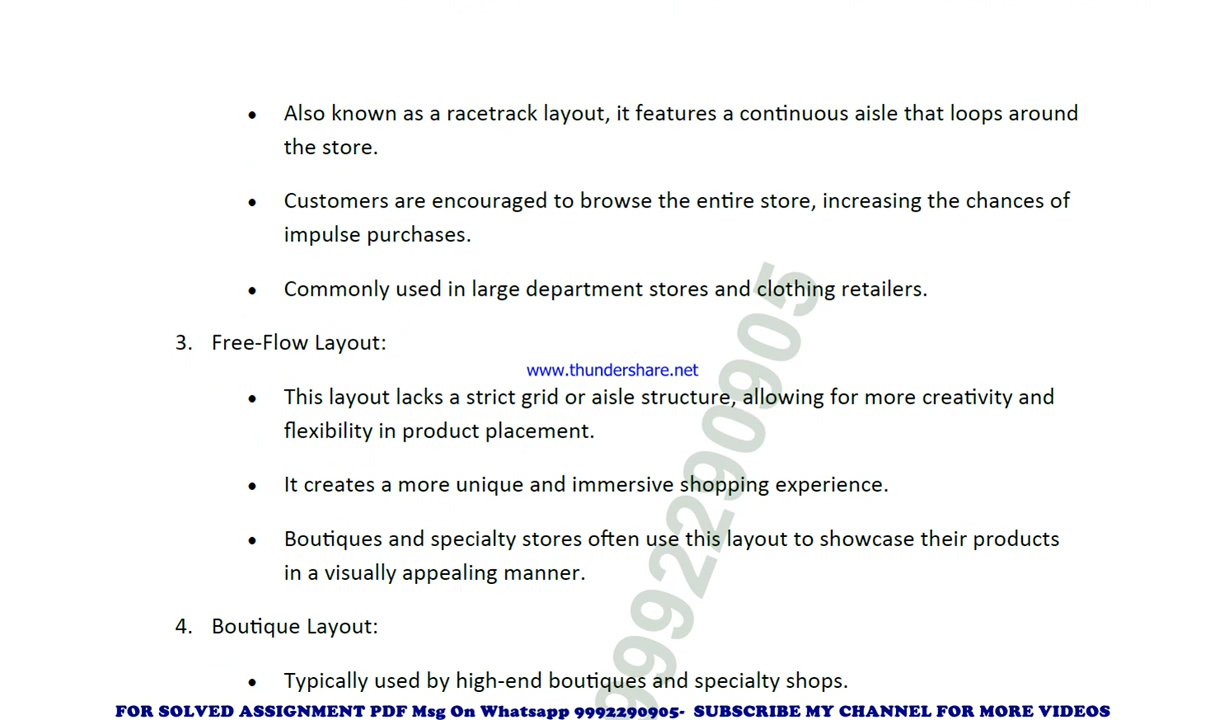 • Also known as a racetrack layout, it features a continuous aisle that loops around
the store.
• Customers are encouraged to browse the entire store, increasing the chances of
impulse purchases.
• Commonly used in large department stores and clothing retailers.
3. Free-Flow Layout:
www.thundershare.net
• This layout lacks a strict grid or aisle structure, allowing for more creativity and
flexibility in product placement.
• It creates a more unique and immersive shopping experience.
• Boutiques and specialty stores often use this layout to showcase their products
in a visually appealing manner.
4. Boutique Layout:
• Typically used by high-end boutiques and specialty shops.
9992290905
FOR SOLVED ASSIGNMENT PDF Msg On Whatsapp 9992290905- SUBSCRIBE MY CHANNEL FOR MORE VIDEOS